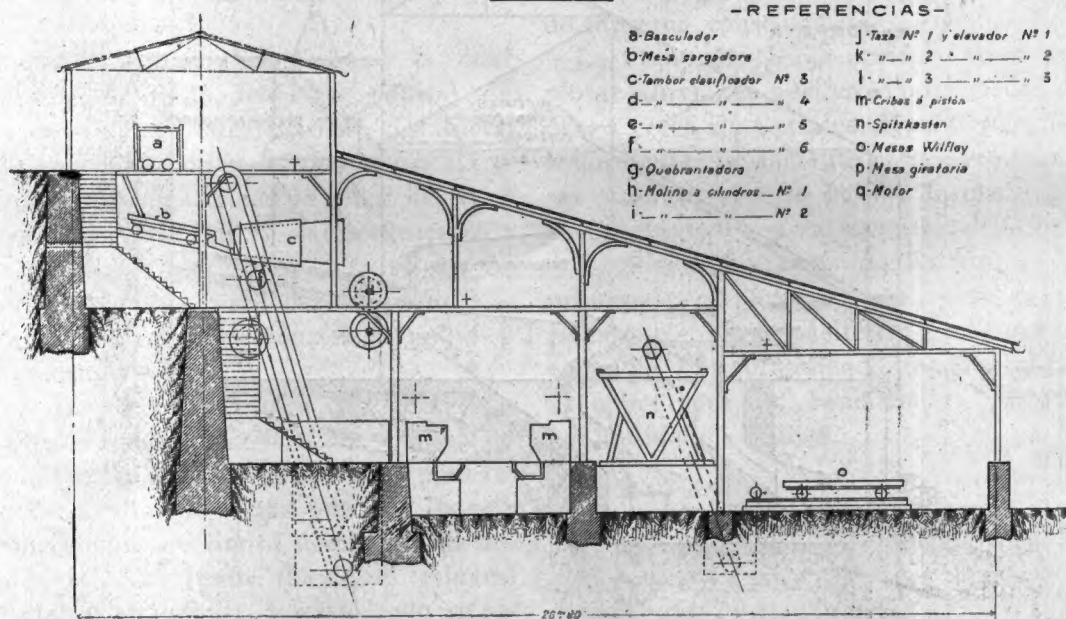 -REFERENCIAS-
a-Basculador
b-Mesa cargadora
c-Tambor clasificador Nº 3
d- „ „ „ 4
e- „ „ „ 5
f „ „ „ 6
g-Quebrantadora
h-Molino a cilindros Nº 1
i- „ „ Nº 2
j-Taza Nº 1 y elevador Nº 1
k- „ „ 2 „ „ 2
l- „ „ 3 „ „ 3
m-Cribas á pistón
n-Spitzkasten
o-Mesas Wilfley
p-Mesa giratoria
q-Motor
a
b
c
m
m
n
o